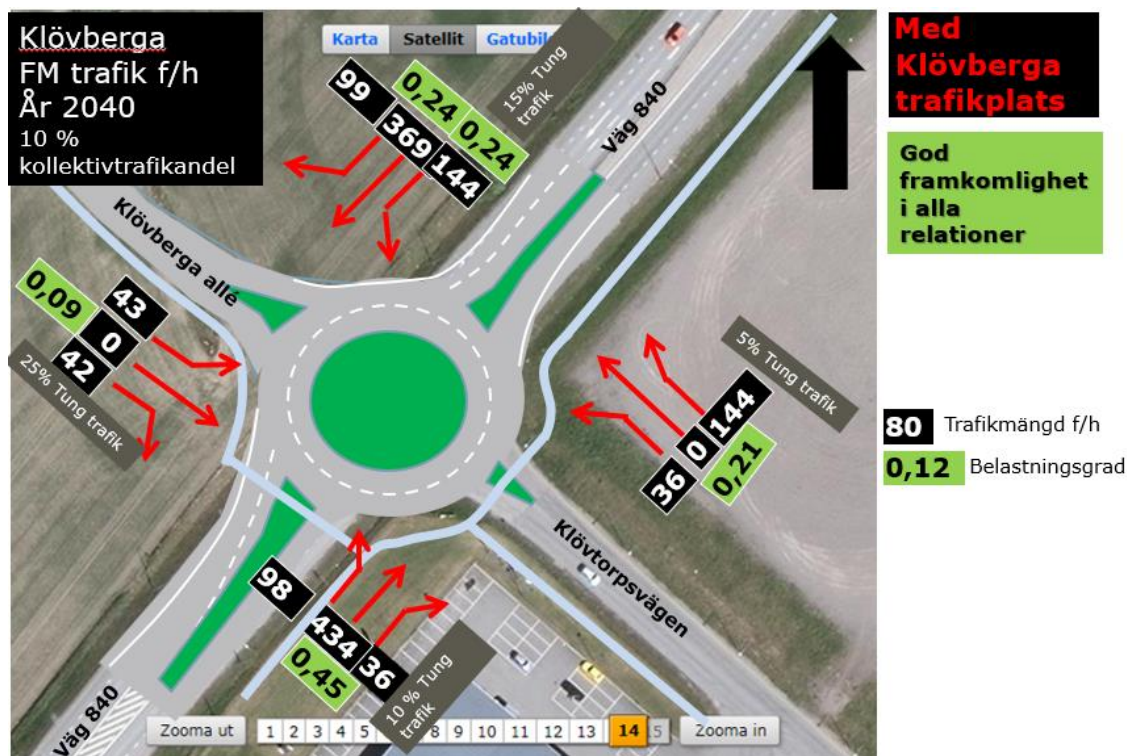 Klövberga
FM trafik f/h
År 2040
10 %
kollektivtrafikandel
Karta
Satellit
Med
Klövberga
trafikplats
God
framkomlighet
i alla
relationer
15% Tung
trafik
Väg 840
99
369
144
0,24
0,24
Klövberga allé
43
0
42
0,09
25% Tung trafik
5% Tung trafik
144
0
36
0,21
80
Trafikmängd f/h
0,12
Belastningsgrad
Klövtorpsvägen
98
434
36
0,45
10 % Tung
trafik
Väg 840
Zooma ut
1 2 3 4 5
8 9 10 11 12 13 14 15
Zooma in